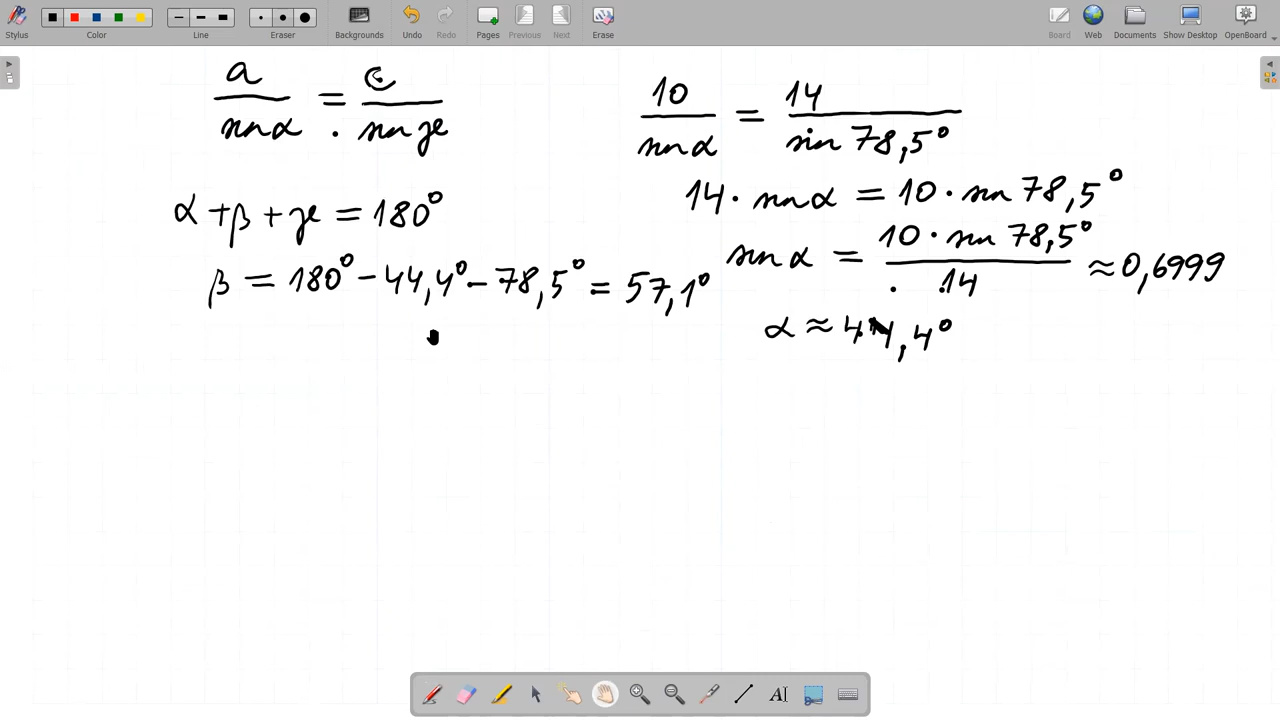 Stylus Color Line Eraser Backgrounds Undo Redo Pages Previous Next Erase Board Web Documents Show Desktop OpenBoard
a/sin α = c/sin γ
α + β + γ = 180°
β = 180° - 44,4° - 78,5° = 57,1°
10/sin α = 14/sin 78,5°
14 · sin α = 10 · sin 78,5°
sin α = 10 · sin 78,5°/14 ≈ 0,6999
α ≈ 44,4°